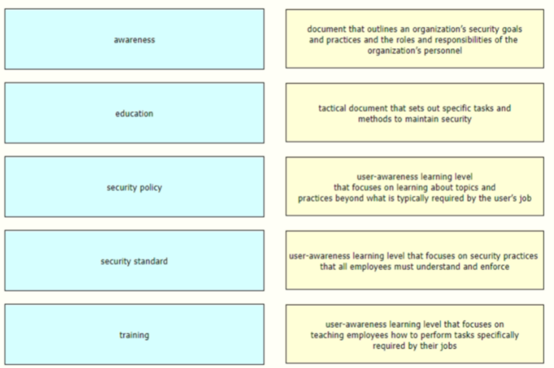 awareness
document that outlines an organization's security goals
and practices and the roles and responsibilities of the
organization's personnel
education
tactical document that sets out specific tasks and
methods to maintain security
security policy
user-awareness learning level
that focuses on learning about topics and
practices beyond what is typically required by the user's job
security standard
user-awareness learning level that focuses on security practices
that all employees must understand and enforce
training
user-awareness learning level that focuses on
teaching employees how to perform tasks specifically
required by their jobs